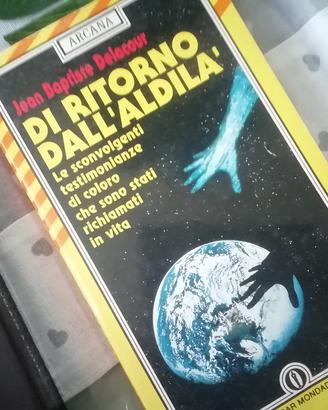 ARCANA
Jean Baptiste Delacour
DI RITORNO
DALL'ALDILA'
Le sconvolgenti
testimonianze
di coloro
che sono stati
richiamati
in vita